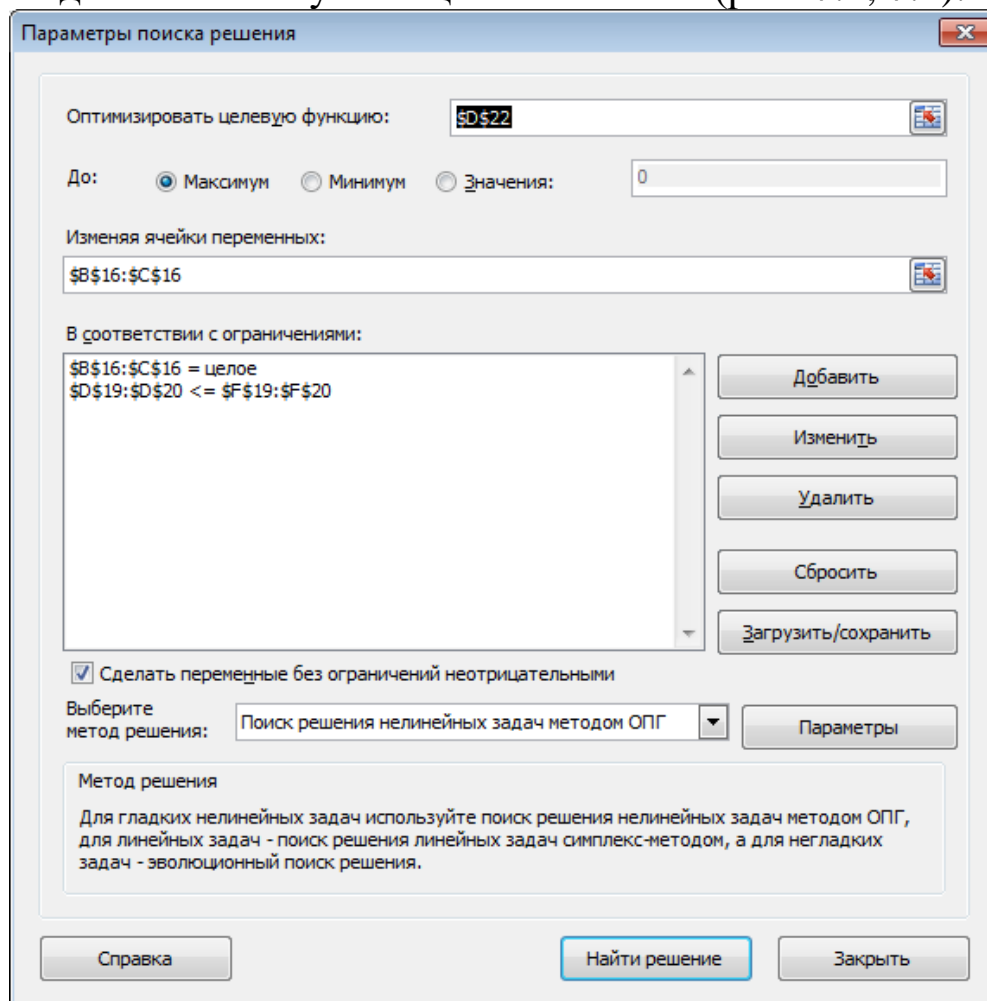 Параметры поиска решения
Оптимизировать целевую функцию: $D$22
До: Максимум Минимум Значения: 0
Изменяя ячейки переменных:
$B$16:$C$16
В соответствии с ограничениями:
$B$16:$C$16 = целое
$D$19:$D$20 <= $F$19:$F$20
Добавить
Изменить
Удалить
Сбросить
Загрузить/сохранить
Сделать переменные без ограничений неотрицательными
Выберите
метод решения: Поиск решения нелинейных задач методом ОПГ Параметры
Метод решения
Для гладких нелинейных задач используйте поиск решения нелинейных задач методом ОПГ,
для линейных задач - поиск решения линейных задач симплекс-методом, а для негладких
задач - эволюционный поиск решения.
Справка Найти решение Закрыть